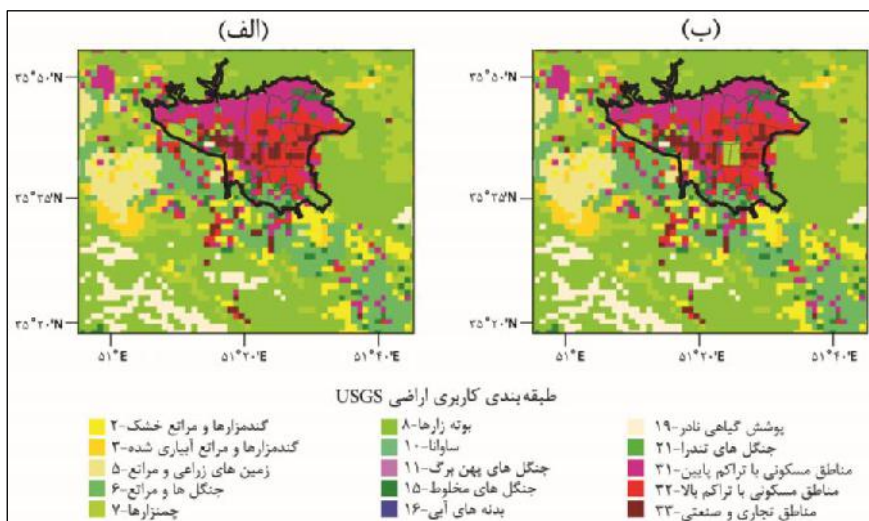 (الف)
(ب)
۳۵°۵۰'N
۳۵°۳۵'N
۳۵°۲۰'N
۵۱°E
۵۱°۲۰'E
۵۱°۴۰'E
۳۵°۵۰'N
۳۵°۳۵'N
۳۵°۲۰'N
۵۱°E
۵۱°۲۰'E
۵۱°۴۰'E
طبقه‌بندی کاربری اراضی USGS
۱۹-پوشش گیاهی نادر
۲۱-جنگل های تندرا
۳۱-مناطق مسکونی با تراکم پایین
۳۲-مناطق مسکونی با تراکم بالا
۳۳-مناطق تجاری و صنعتی
۸-بوته زارها
۱۰-ساوانا
۱۱-جنگل های پهن برگ
۱۵-جنگل های مخلوط
۱۶-بدنه های آبی
۲-گندمزارها و مراتع خشک
۳-گندمزارها و مراتع آبیاری شده
۵-زمین های زراعی و مراتع
۶-جنگل ها و مراتع
۷-چمنزارها